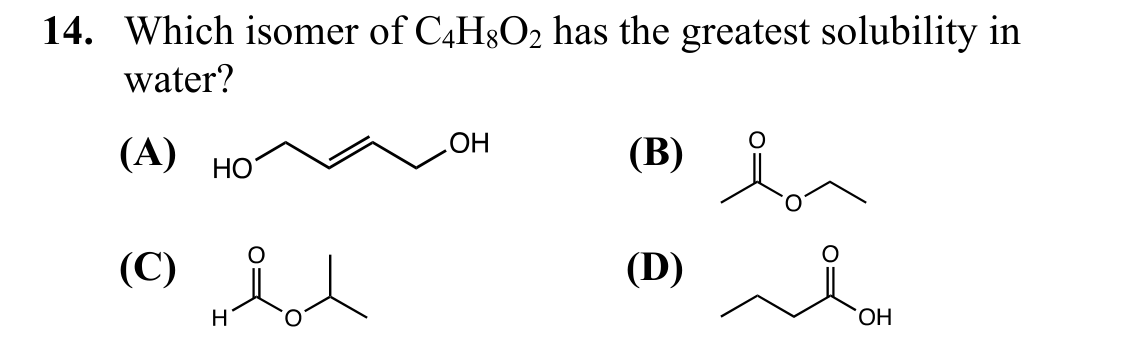 14. Which isomer of C₄H₈O₂ has the greatest solubility in
water?
(A) HO OH
(B) O O
(C) O H O
(D) O OH